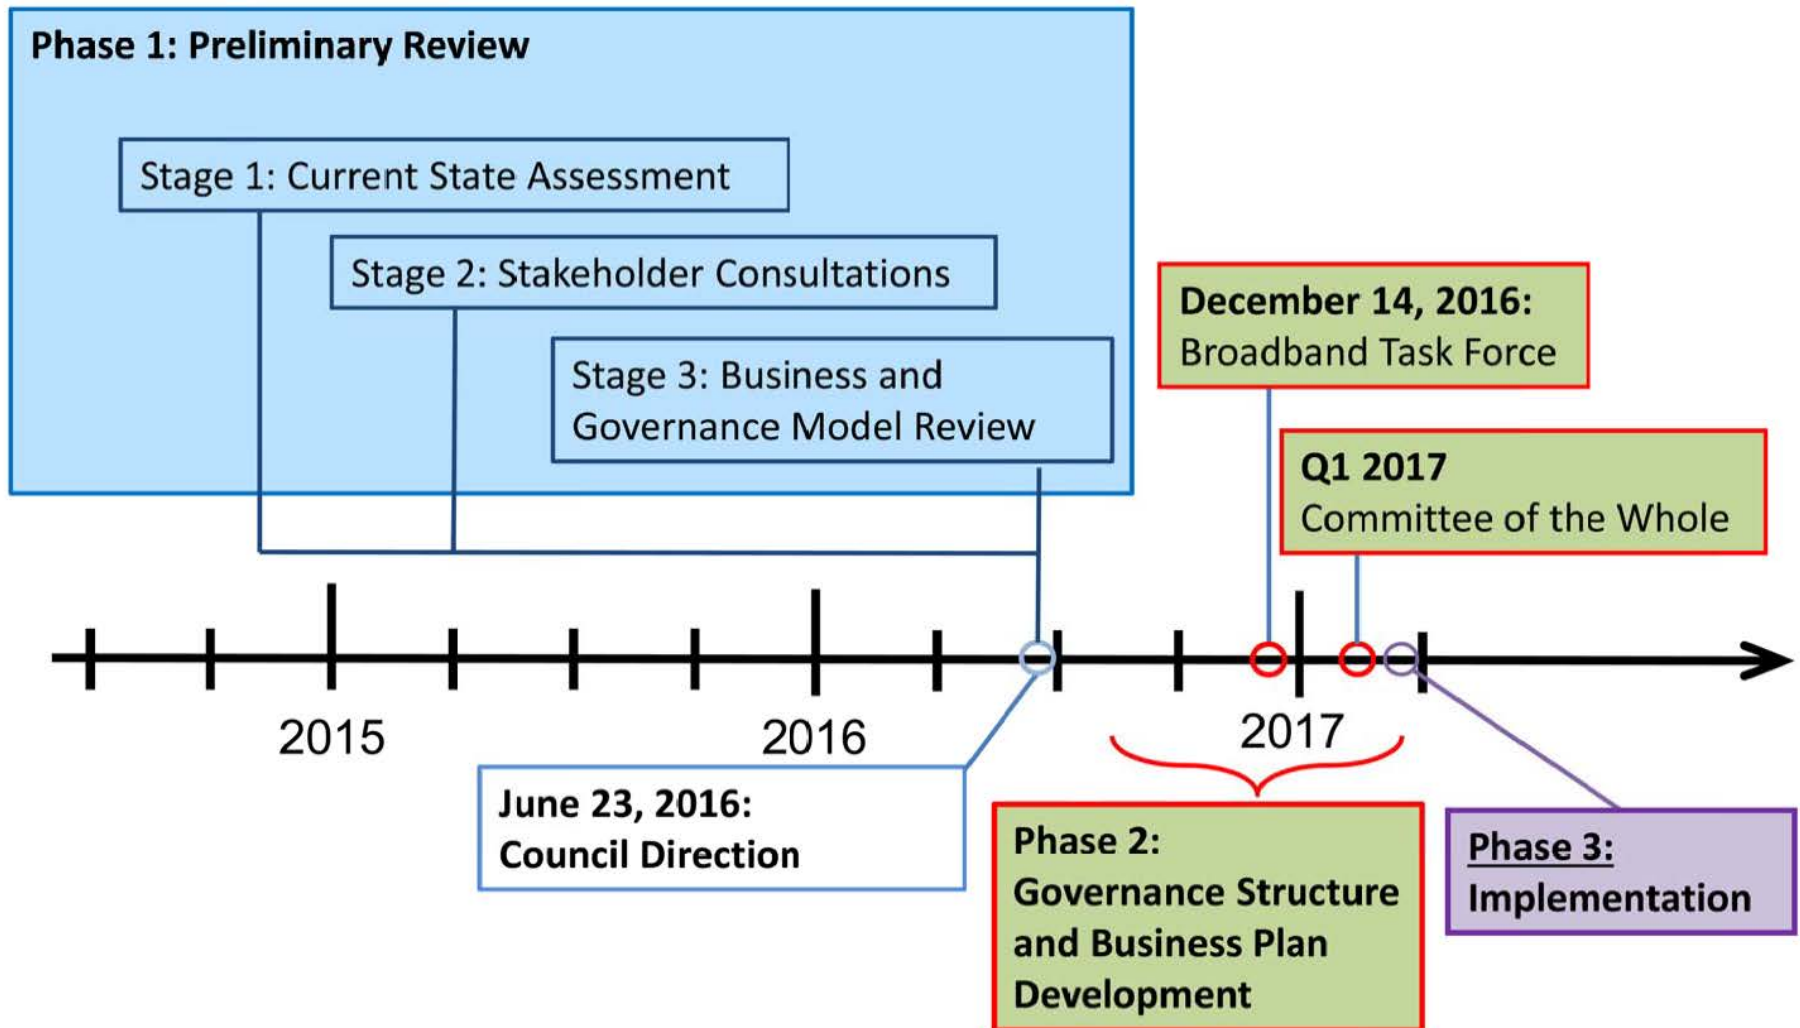 Phase 1: Preliminary Review
Stage 1: Current State Assessment
Stage 2: Stakeholder Consultations
Stage 3: Business and
Governance Model Review
December 14, 2016:
Broadband Task Force
Q1 2017
Committee of the Whole
2015
2016
2017
June 23, 2016:
Council Direction
Phase 2:
Governance Structure
and Business Plan
Development
Phase 3:
Implementation